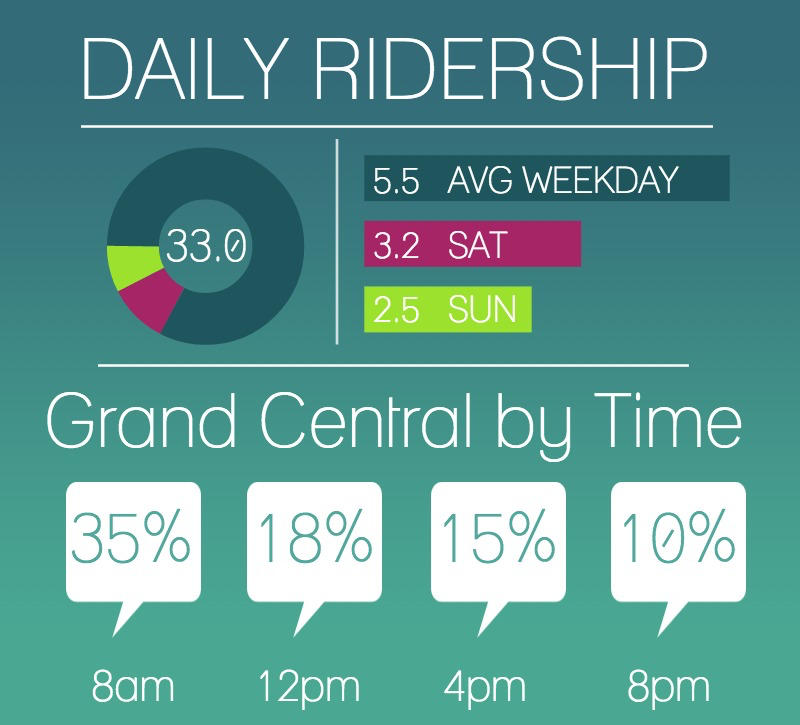 DAILY RIDERSHIP
33.0
5.5 AVG WEEKDAY
3.2 SAT
2.5 SUN
Grand Central by Time
35% 18% 15% 10%
8am 12pm 4pm 8pm